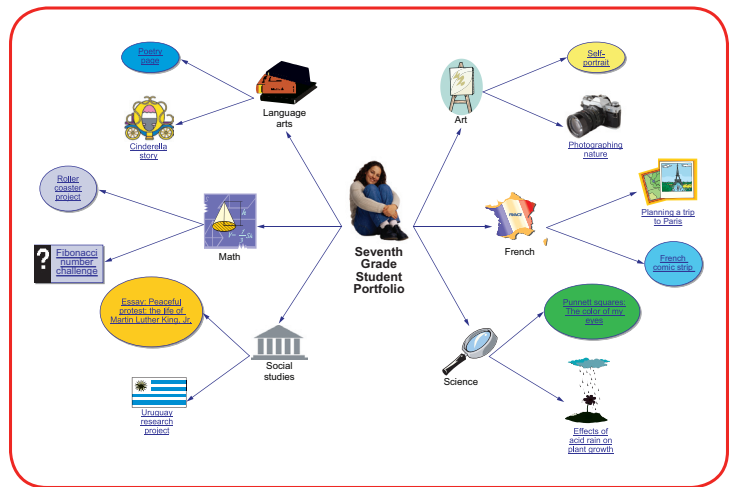 Poetry
page
Language
arts
Cinderella
story
Art
Self-
portrait
Photographing
nature
Roller
coaster
project
Math
?
Fibonacci
number
challenge
Seventh
Grade
Student
Portfolio
FRANCE
French
Planning a trip
to Paris
French
comic strip
Essay: Peaceful
protest: the life of
Martin Luther King, Jr.
Social
studies
Uruguay
research
project
Science
Punnett squares:
The color of my
eyes
Effects of
acid rain on
plant growth